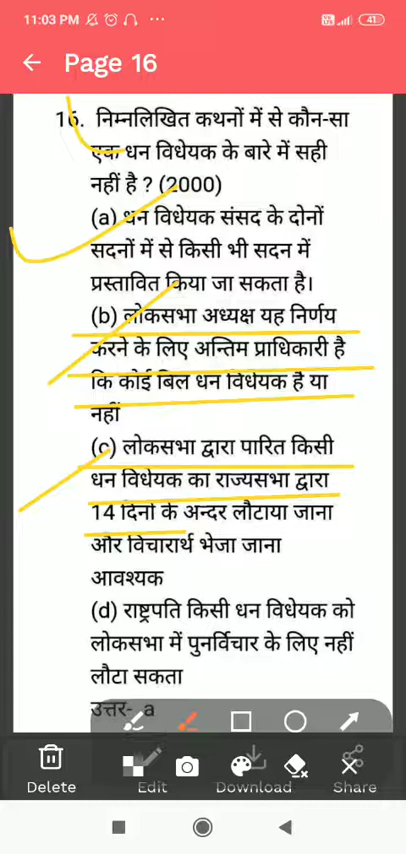 11:03 PM
41
Page 16
16. निम्नलिखित कथनों में से कौन-सा
एक धन विधेयक के बारे में सही
नहीं है ? (2000)
(a) धन विधेयक संसद के दोनों
सदनों में से किसी भी सदन में
प्रस्तावित किया जा सकता है।
(b) लोकसभा अध्यक्ष यह निर्णय
करने के लिए अन्तिम प्राधिकारी है
कि कोई बिल धन विधेयक है या
नहीं
(c) लोकसभा द्वारा पारित किसी
धन विधेयक का राज्यसभा द्वारा
14 दिनों के अन्दर लौटाया जाना
और विचारार्थ भेजा जाना
आवश्यक
(d) राष्ट्रपति किसी धन विधेयक को
लोकसभा में पुनर्विचार के लिए नहीं
लौटा सकता
उत्तर- a
Delete Edit Download Share